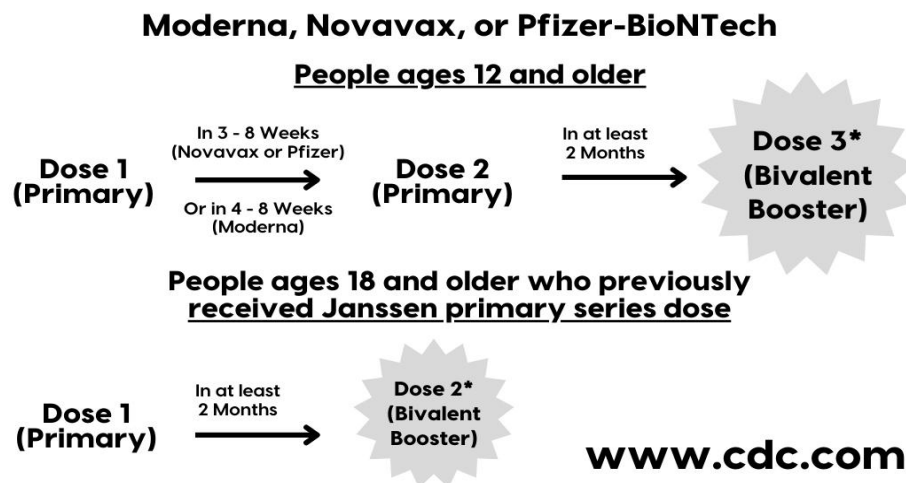 Moderna, Novavax, or Pfizer-BioNTech
People ages 12 and older
Dose 1
(Primary)
In 3 - 8 Weeks
(Novavax or Pfizer)
Or in 4 - 8 Weeks
(Moderna)
Dose 2
(Primary)
In at least
2 Months
Dose 3*
(Bivalent
Booster)
People ages 18 and older who previously
received Janssen primary series dose
Dose 1
(Primary)
In at least
2 Months
Dose 2*
(Bivalent
Booster)
www.cdc.com